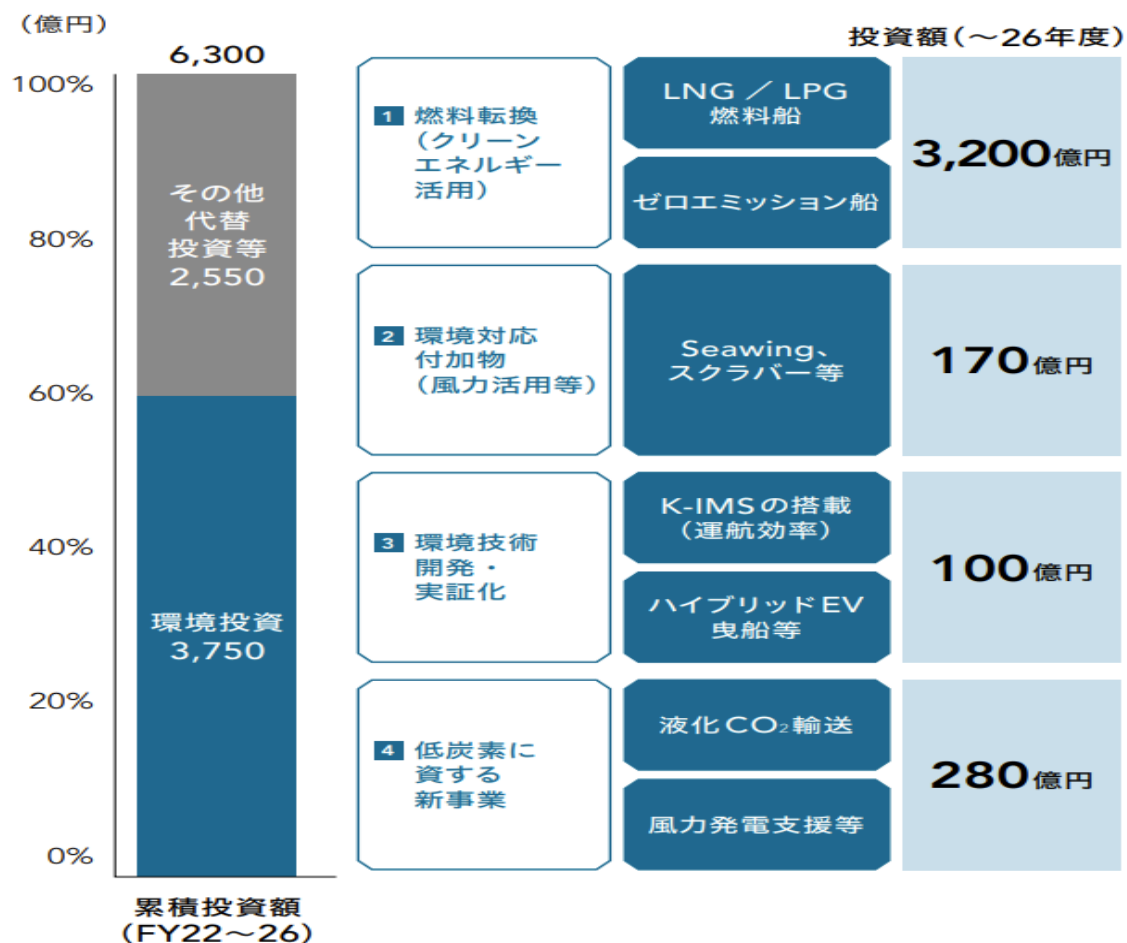 （億円）
6,300
100%
80%
60%
40%
20%
0%
その他
代替
投資等
2,550
環境投資
3,750
累積投資額
（FY22～26）
投資額（～26年度）
1 燃料転換
（クリーン
エネルギー
活用）
LNG ／ LPG
燃料船
ゼロエミッション船
3,200億円
2 環境対応
付加物
（風力活用等）
Seawing、
スクラバー等
170億円
3 環境技術
開発・
実証化
K-IMSの搭載
（運航効率）
ハイブリッドEV
曳船等
100億円
4 低炭素に
資する
新事業
液化CO₂輸送
風力発電支援等
280億円